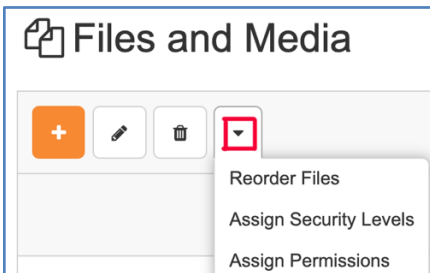 Files and Media
Reorder Files
Assign Security Levels
Assign Permissions